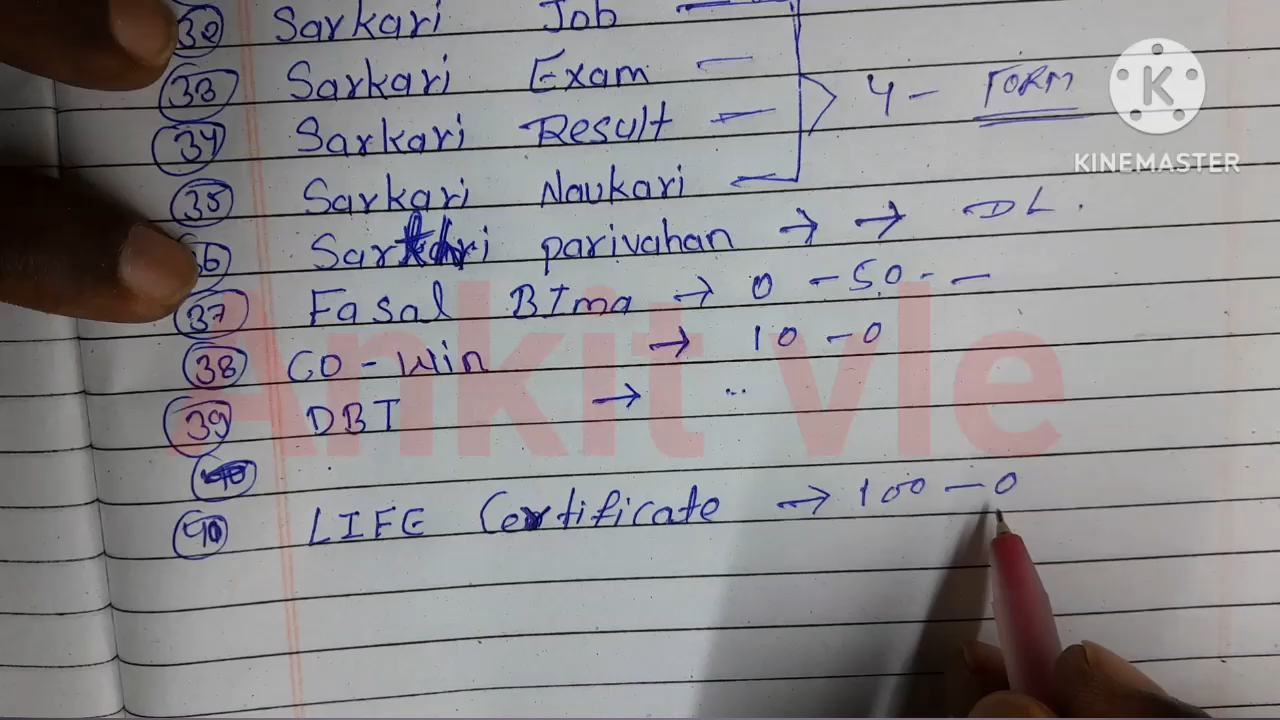 32 Sarkari Job
33 Sarkari Exam —
34 Sarkari Result — 4 - FORM
35 Sarkari Naukari
36 Sarkari parivahan → → DL.
37 Fasal BIma → 0 - 50 - —
38 CO-Win → 10 - 0
39 DBT → ..
40 LIFE Certificate → 100 - 0
K
KINEMASTER
Ankit vle